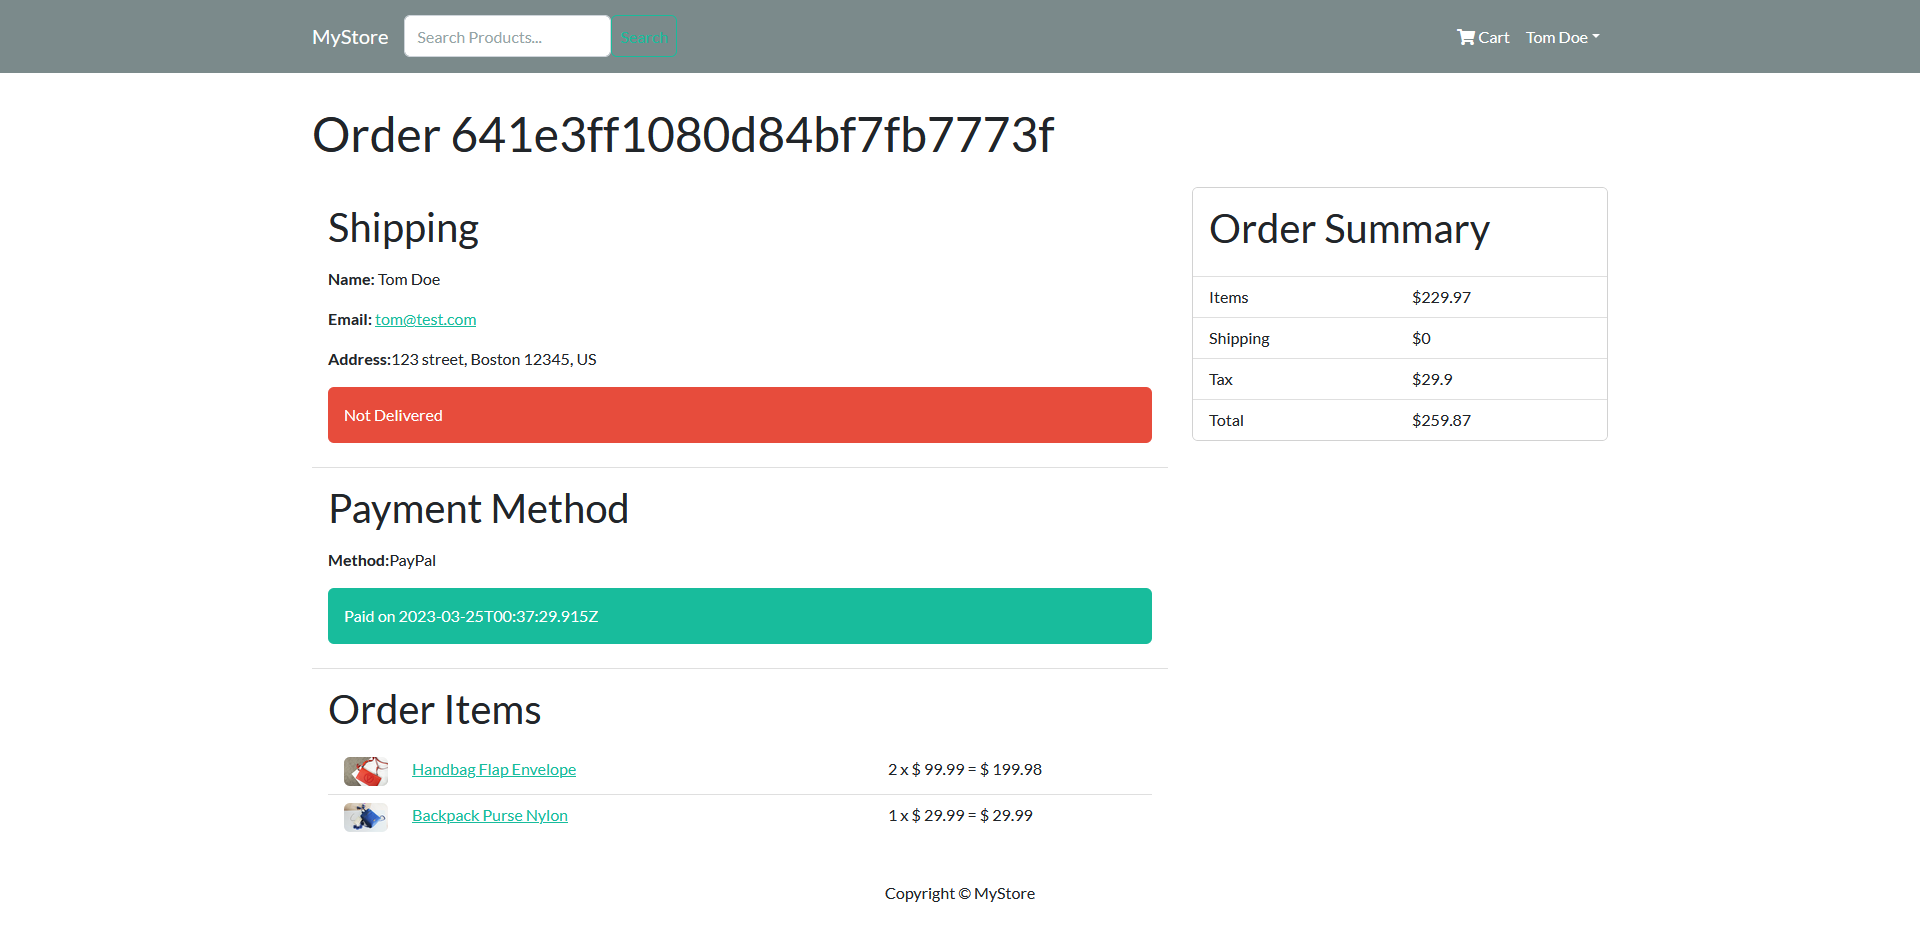 MyStore
Search Products...
Search
Cart
Tom Doe
Order 641e3ff1080d84bf7fb7773f
Shipping
Name: Tom Doe
Email: tom@test.com
Address:123 street, Boston 12345, US
Not Delivered
Payment Method
Method:PayPal
Paid on 2023-03-25T00:37:29.915Z
Order Items
Handbag Flap Envelope 2 x $ 99.99 = $ 199.98
Backpack Purse Nylon 1 x $ 29.99 = $ 29.99
Order Summary
Items $229.97
Shipping $0
Tax $29.9
Total $259.87
Copyright © MyStore